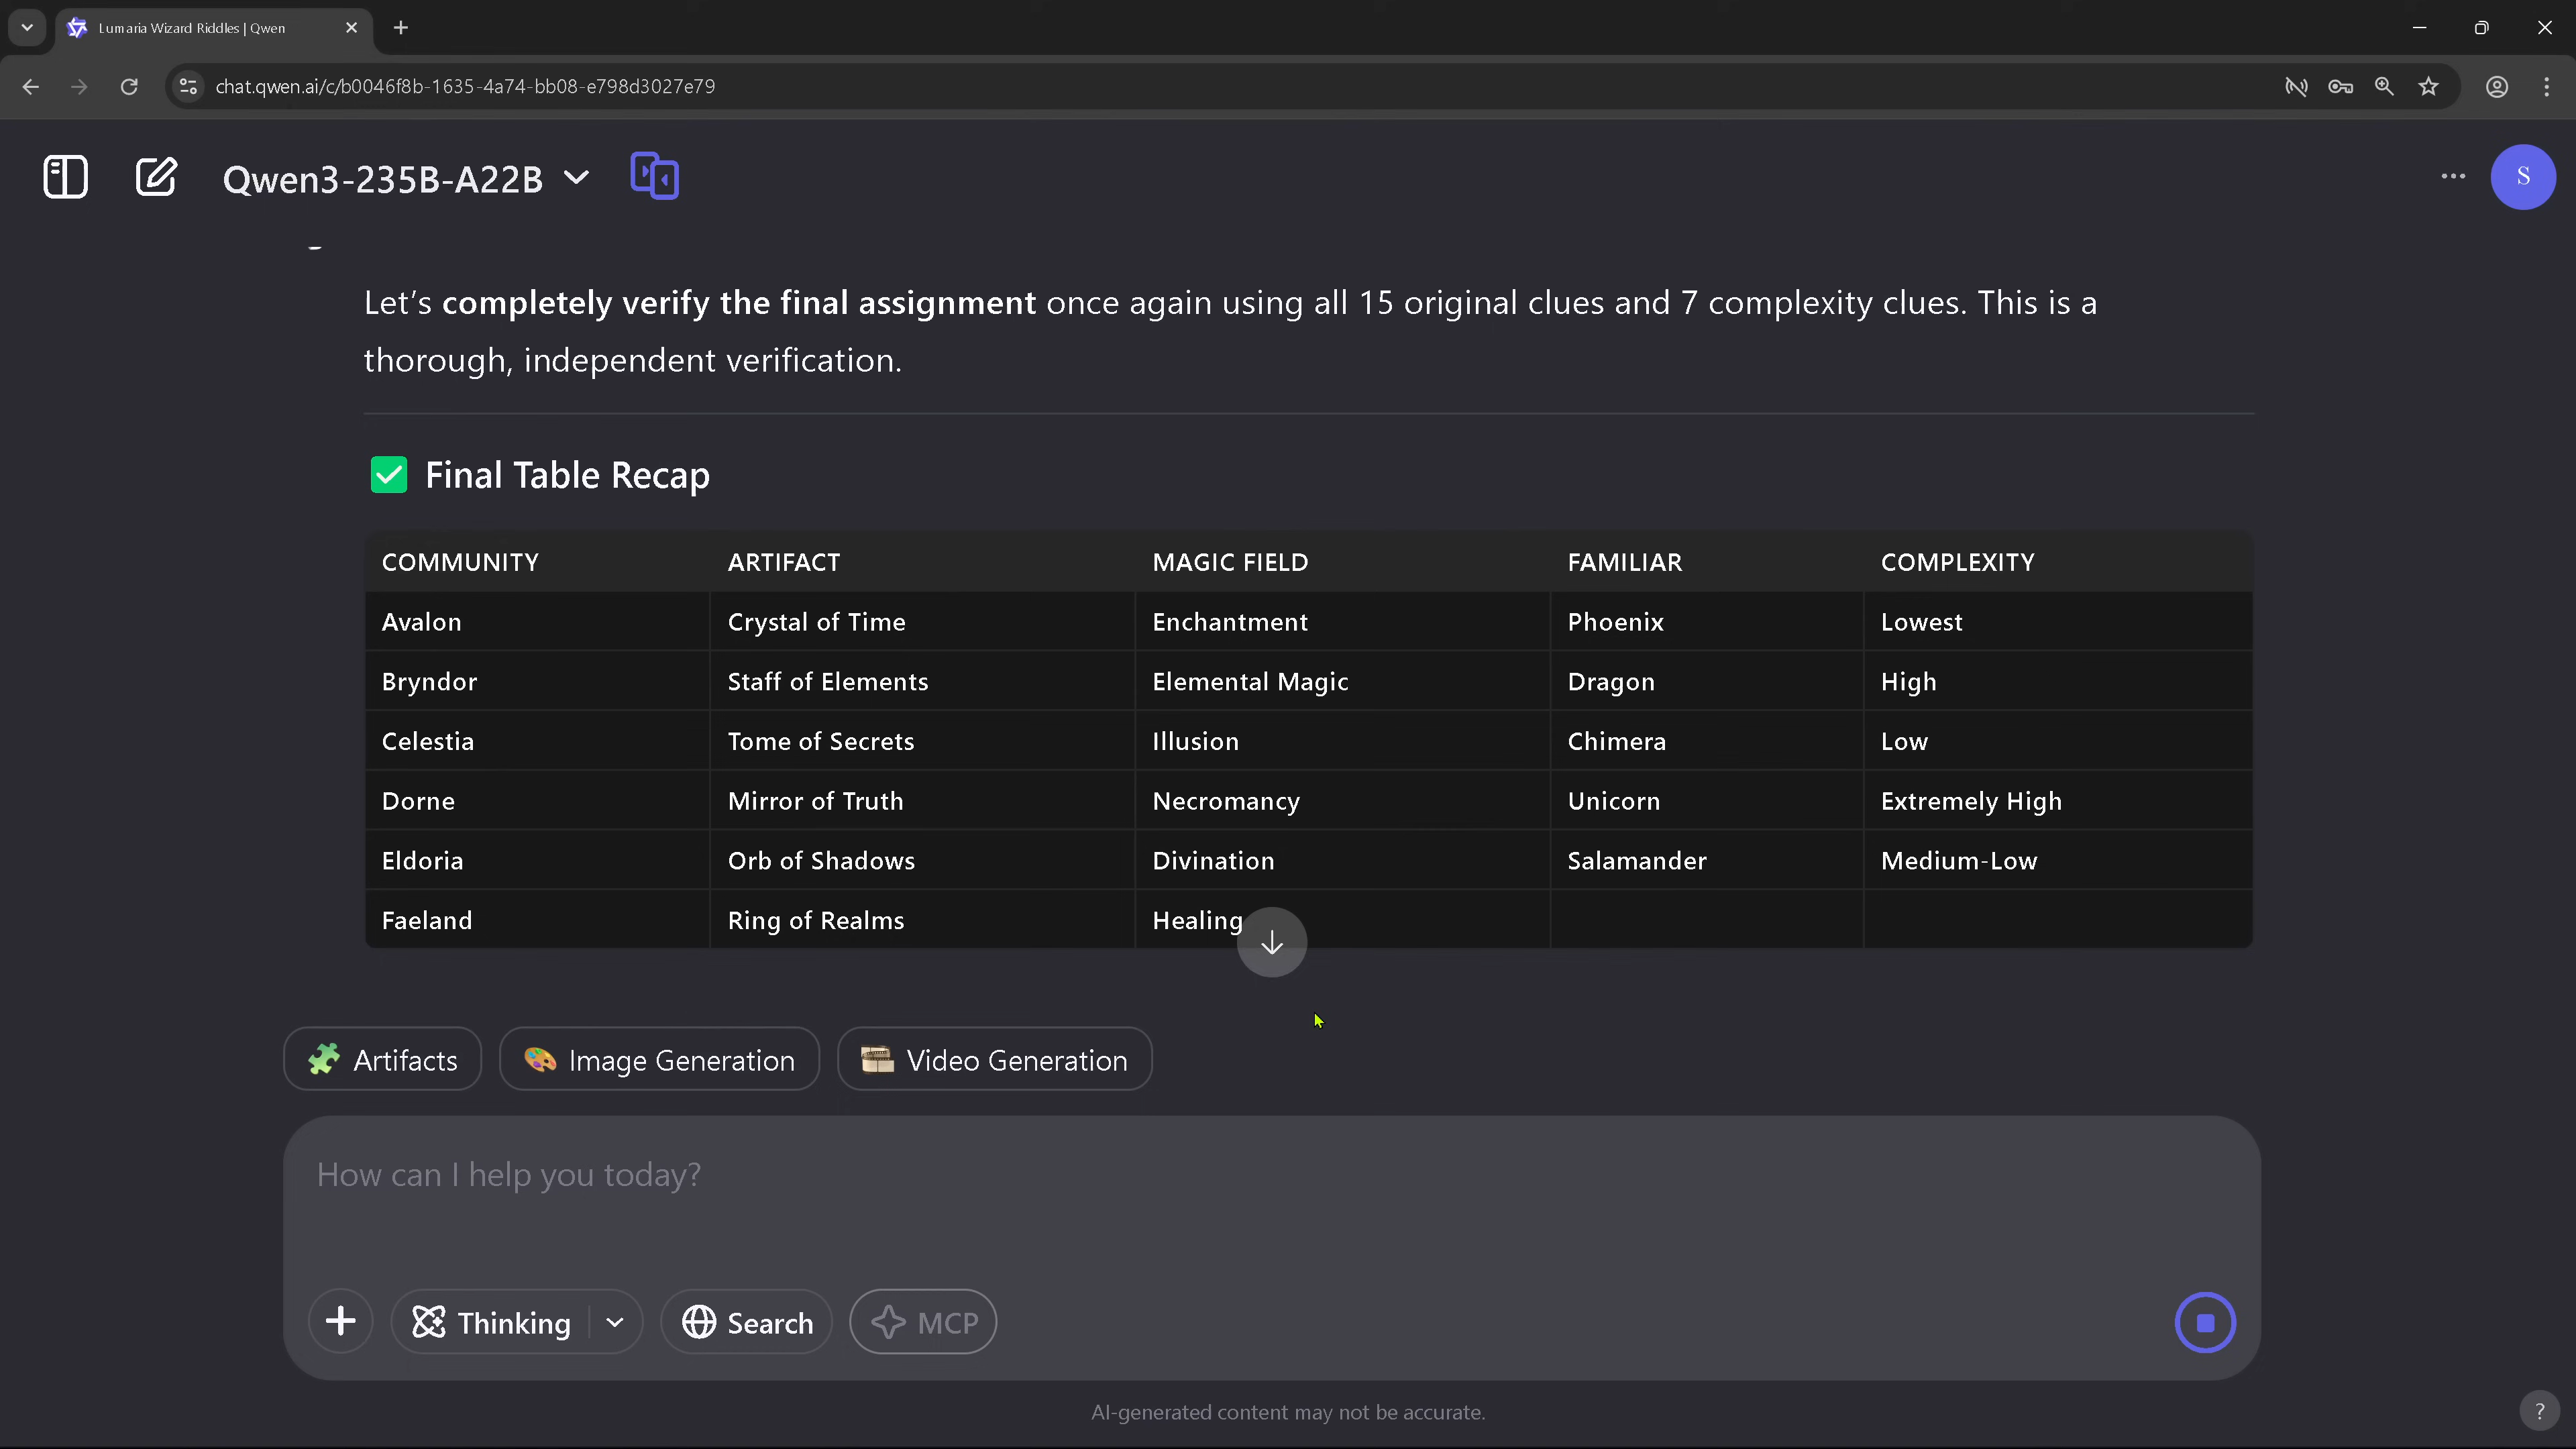 Lumaria Wizard Riddles | Qwen
chat.qwen.ai/c/b0046f8b-1635-4a74-bb08-e798d3027e79
Qwen3-235B-A22B
S
Let's completely verify the final assignment once again using all 15 original clues and 7 complexity clues. This is a
thorough, independent verification.
Final Table Recap
COMMUNITY ARTIFACT MAGIC FIELD FAMILIAR COMPLEXITY
Avalon Crystal of Time Enchantment Phoenix Lowest
Bryndor Staff of Elements Elemental Magic Dragon High
Celestia Tome of Secrets Illusion Chimera Low
Dorne Mirror of Truth Necromancy Unicorn Extremely High
Eldoria Orb of Shadows Divination Salamander Medium-Low
Faeland Ring of Realms Healing
Artifacts Image Generation Video Generation
How can I help you today?
Thinking Search MCP
AI-generated content may not be accurate.
?